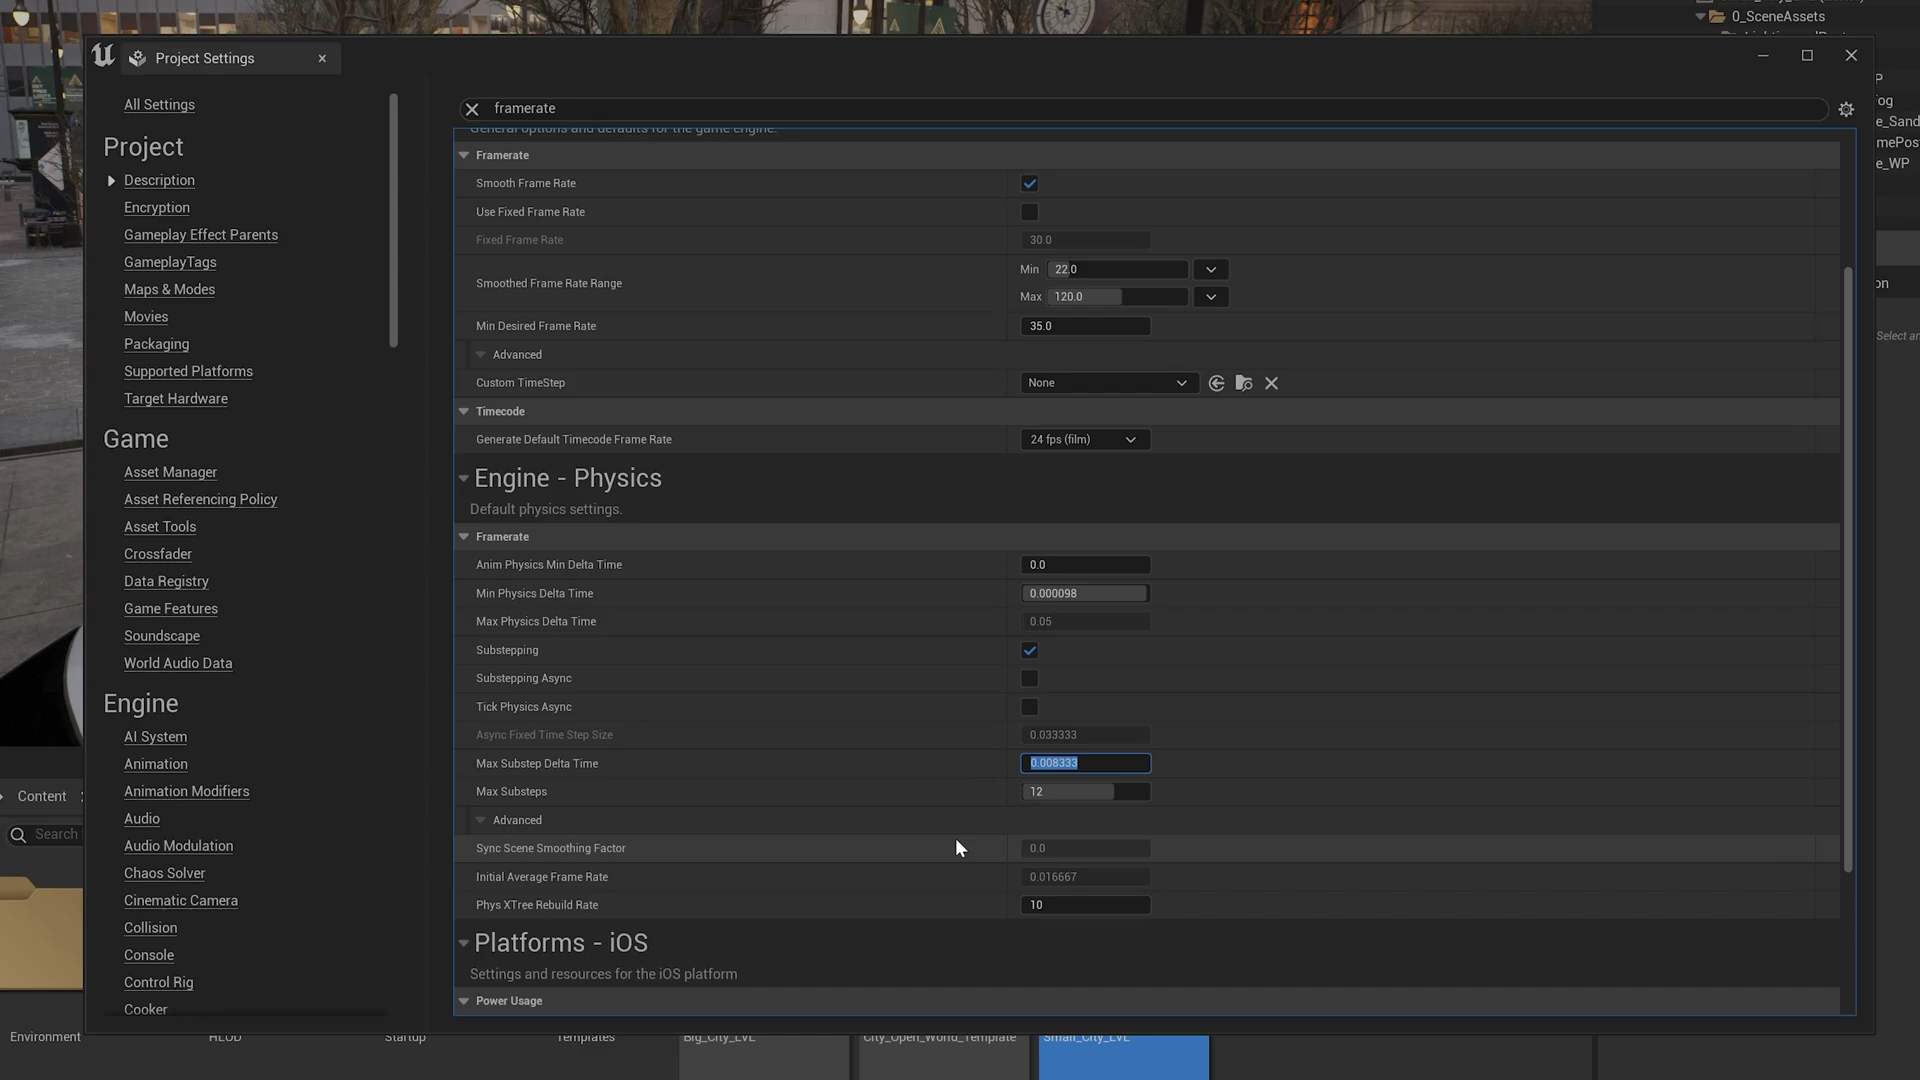 0_SceneAssets
Project Settings
All Settings
Project
Description
Encryption
Gameplay Effect Parents
GameplayTags
Maps & Modes
Movies
Packaging
Supported Platforms
Target Hardware
Game
Asset Manager
Asset Referencing Policy
Asset Tools
Crossfader
Data Registry
Game Features
Soundscape
World Audio Data
Engine
AI System
Animation
Animation Modifiers
Audio
Audio Modulation
Chaos Solver
Cinematic Camera
Collision
Console
Control Rig
Cooker
framerate
General options and defaults for the game engine.
Framerate
Smooth Frame Rate
Use Fixed Frame Rate
Fixed Frame Rate 30.0
Smoothed Frame Rate Range
Min 22.0
Max 120.0
Min Desired Frame Rate 35.0
Advanced
Custom TimeStep None
Timecode
Generate Default Timecode Frame Rate 24 fps (film)
Engine - Physics
Default physics settings.
Framerate
Anim Physics Min Delta Time 0.0
Min Physics Delta Time 0.000098
Max Physics Delta Time 0.05
Substepping
Substepping Async
Tick Physics Async
Async Fixed Time Step Size 0.033333
Max Substep Delta Time 0.008333
Max Substeps 12
Advanced
Sync Scene Smoothing Factor 0.0
Initial Average Frame Rate 0.016667
Phys XTree Rebuild Rate 10
Platforms - iOS
Settings and resources for the iOS platform
Power Usage
Content
Search
Environment
HLOD
Startup
Templates
Big_City_LVL
City_Open_World_Template
Small_City_LVL